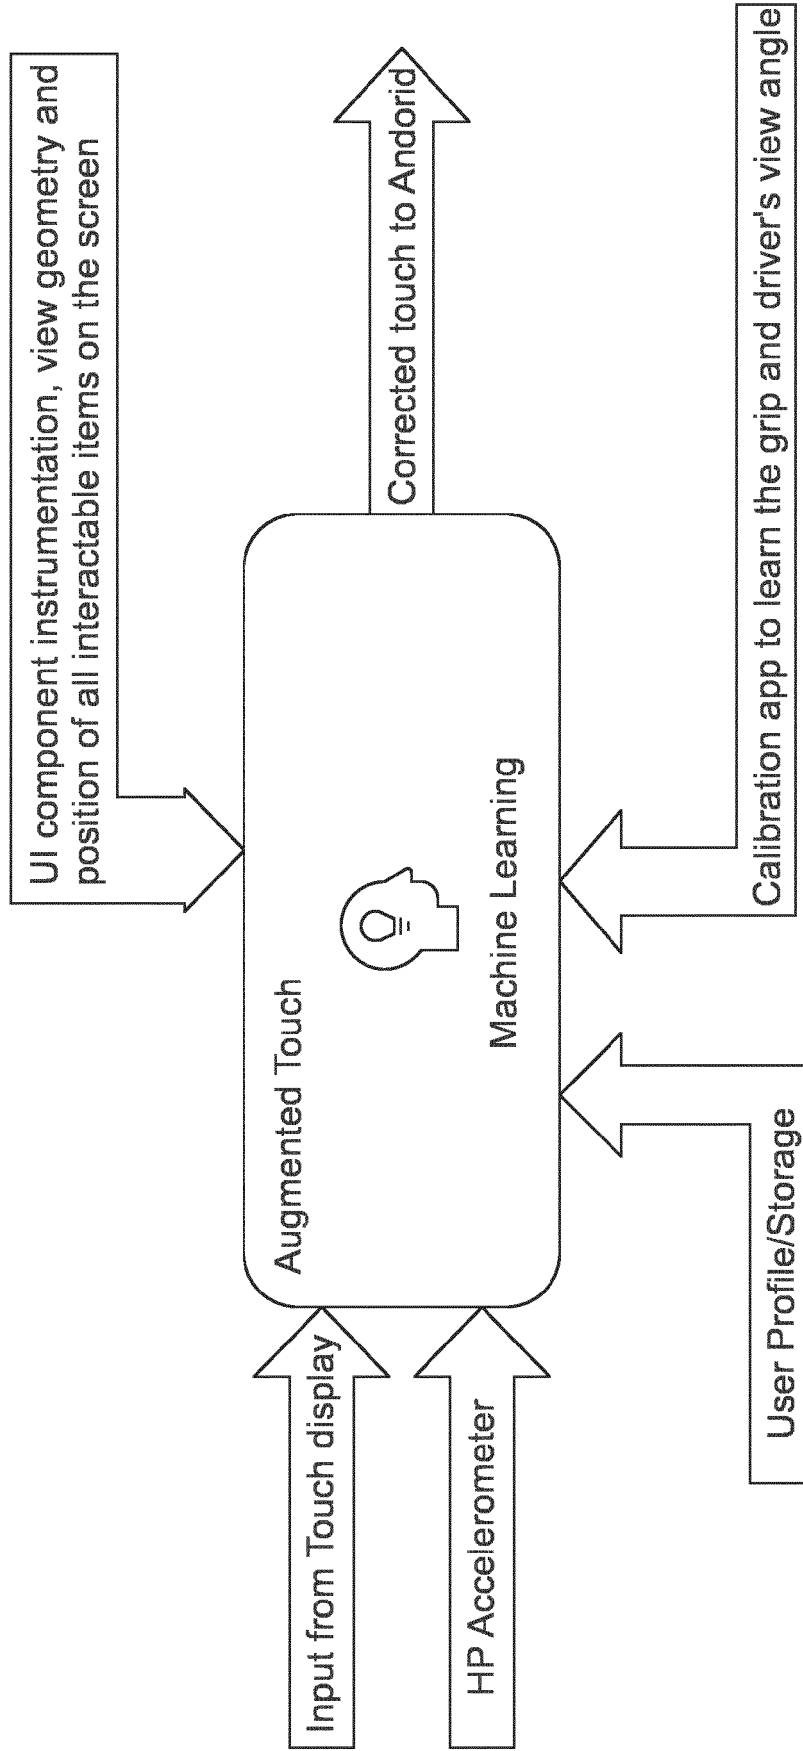 UI component instrumentation, view geometry and
position of all interactable items on the screen
Input from Touch display
HP Accelerometer
Augmented Touch
Machine Learning
Corrected touch to Andorid
User Profile/Storage
Calibration app to learn the grip and driver's view angle